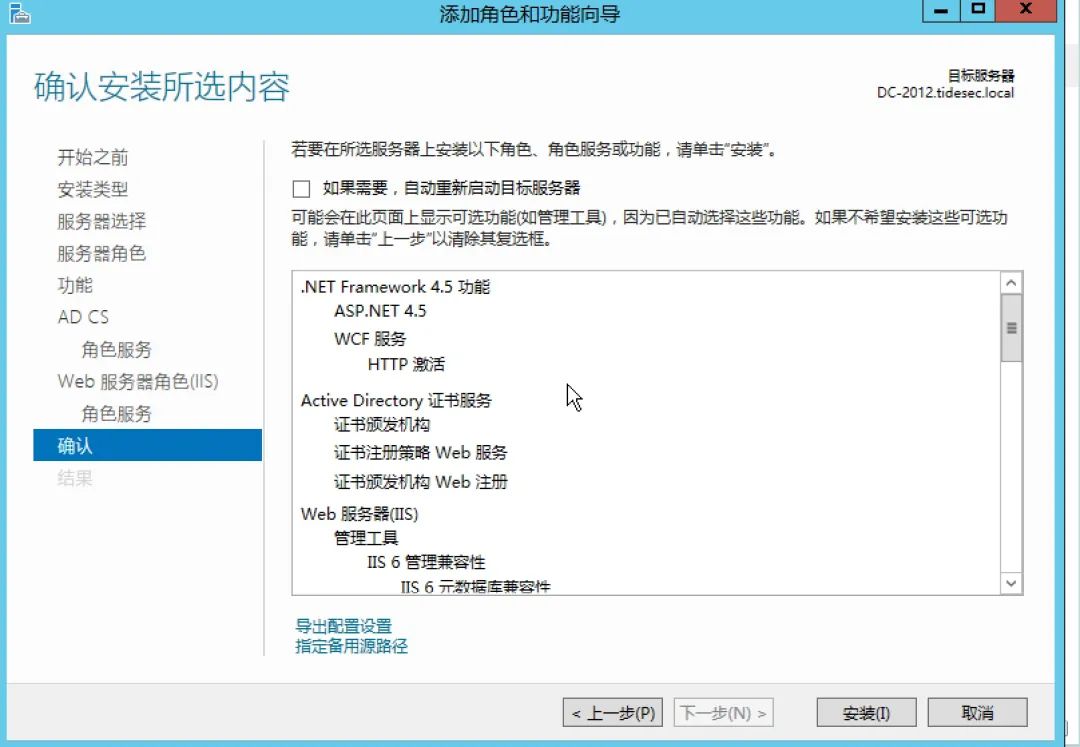 添加角色和功能向导
确认安装所选内容
目标服务器
DC-2012.tidesec.local
开始之前
安装类型
服务器选择
服务器角色
功能
AD CS
角色服务
Web 服务器角色(IIS)
角色服务
确认
结果
若要在所选服务器上安装以下角色、角色服务或功能，请单击"安装"。
如果需要，自动重新启动目标服务器
可能会在此页面上显示可选功能(如管理工具)，因为已自动选择这些功能。如果不希望安装这些可选功
能，请单击"上一步"以清除其复选框。
.NET Framework 4.5 功能
ASP.NET 4.5
WCF 服务
HTTP 激活
Active Directory 证书服务
证书颁发机构
证书注册策略 Web 服务
证书颁发机构 Web 注册
Web 服务器(IIS)
管理工具
IIS 6 管理兼容性
IIS 6 元数据库兼容性
导出配置设置
指定备用源路径
< 上一步(P)
下一步(N) >
安装(I)
取消